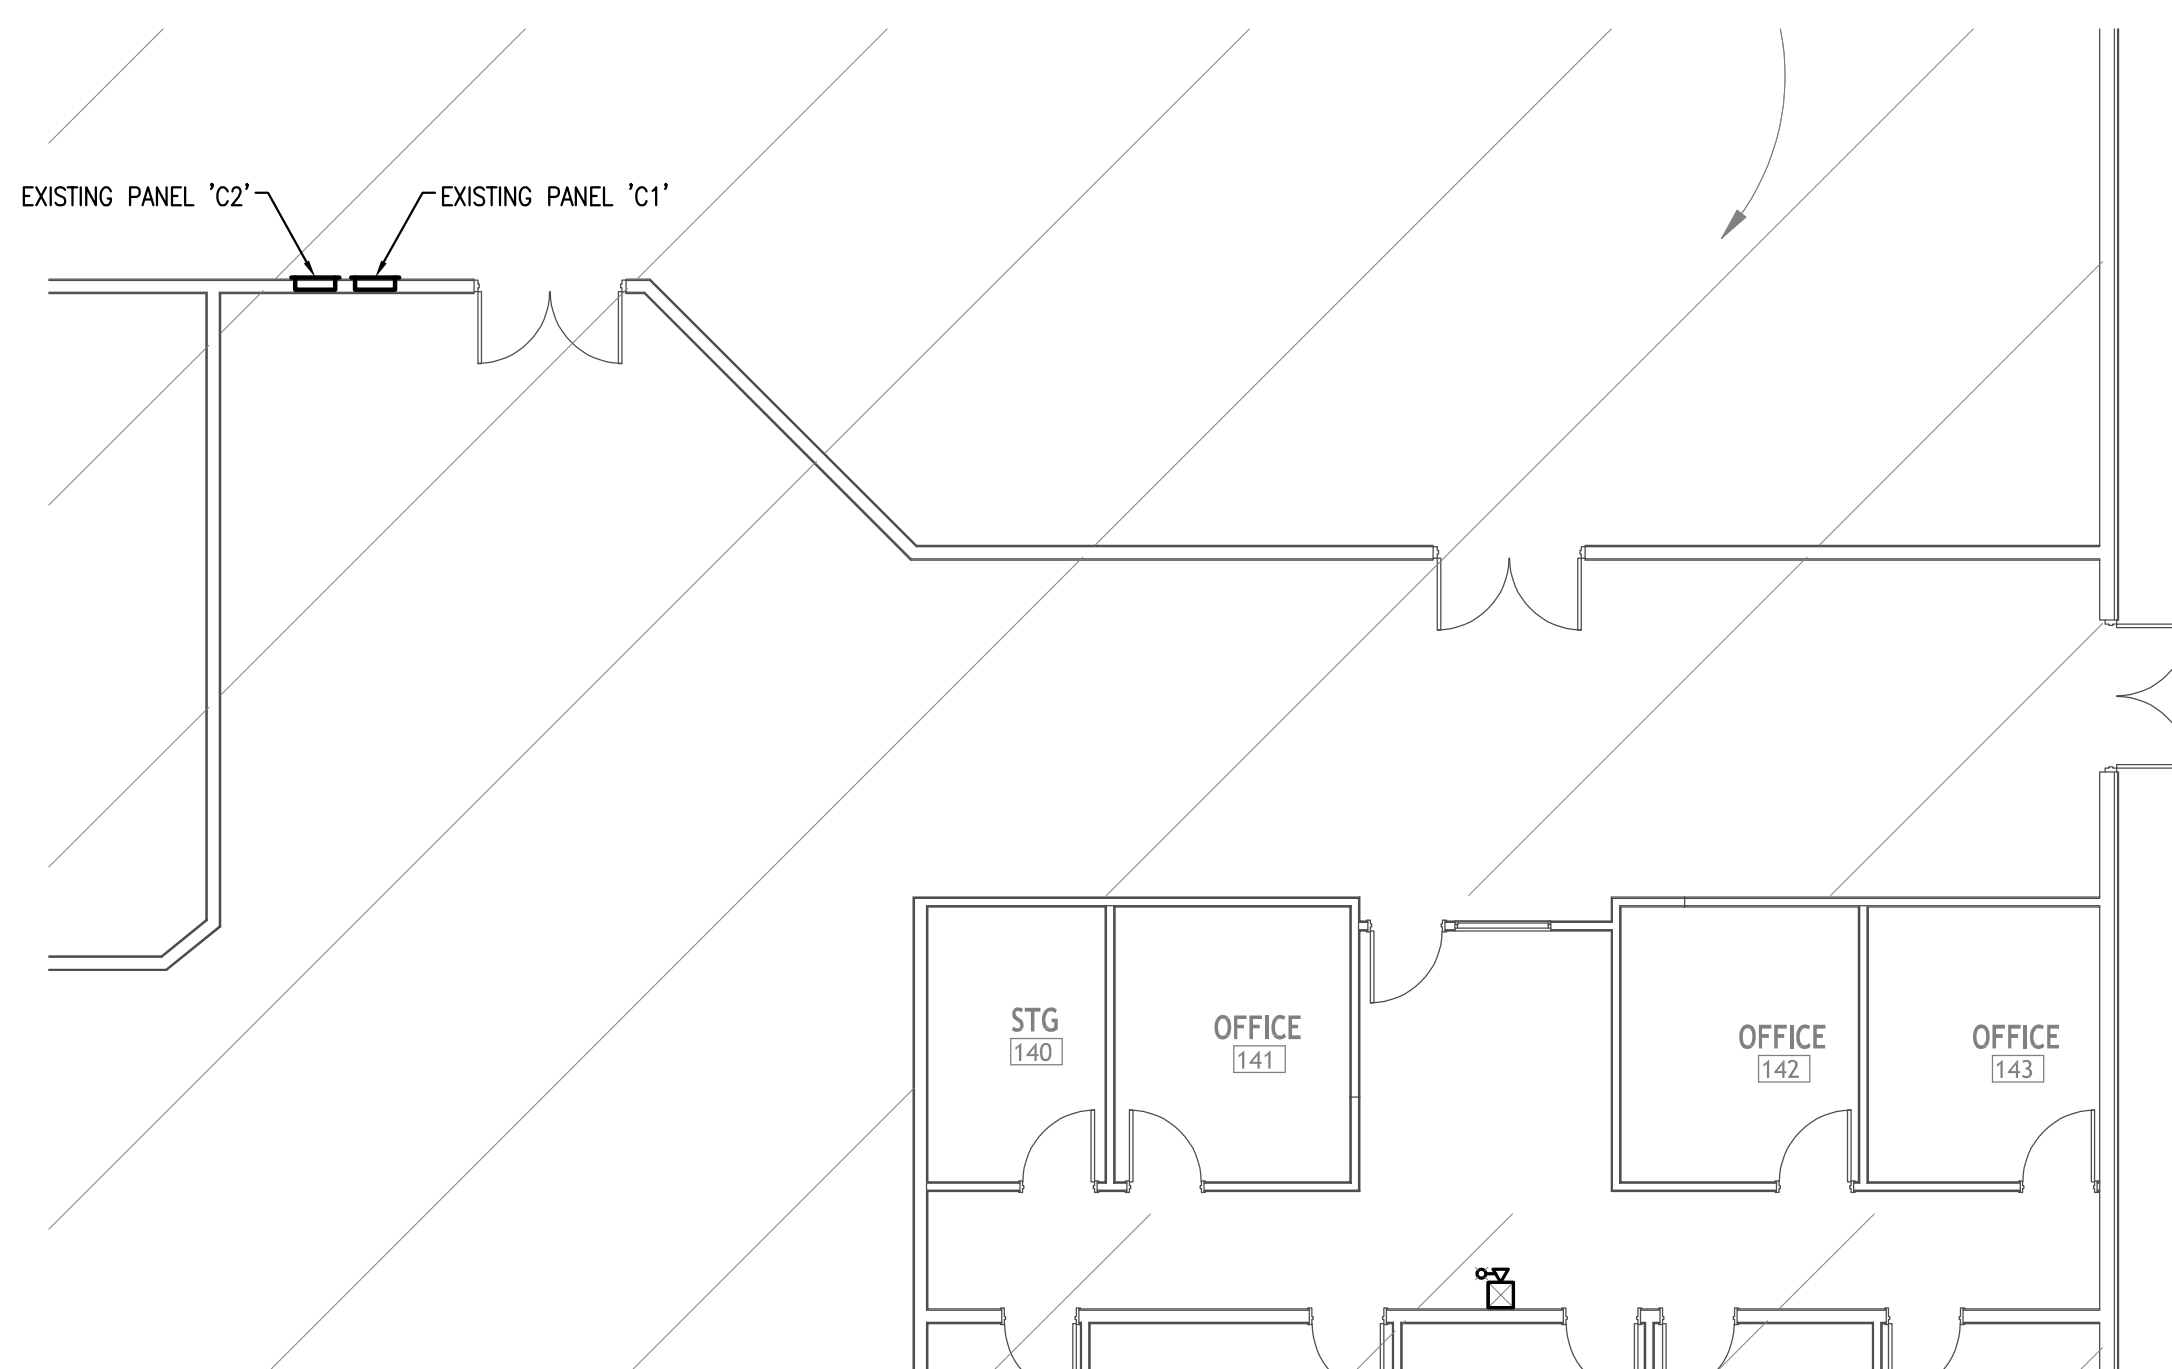 EXISTING PANEL 'C2'
EXISTING PANEL 'C1'
STG
140
OFFICE
141
OFFICE
142
OFFICE
143